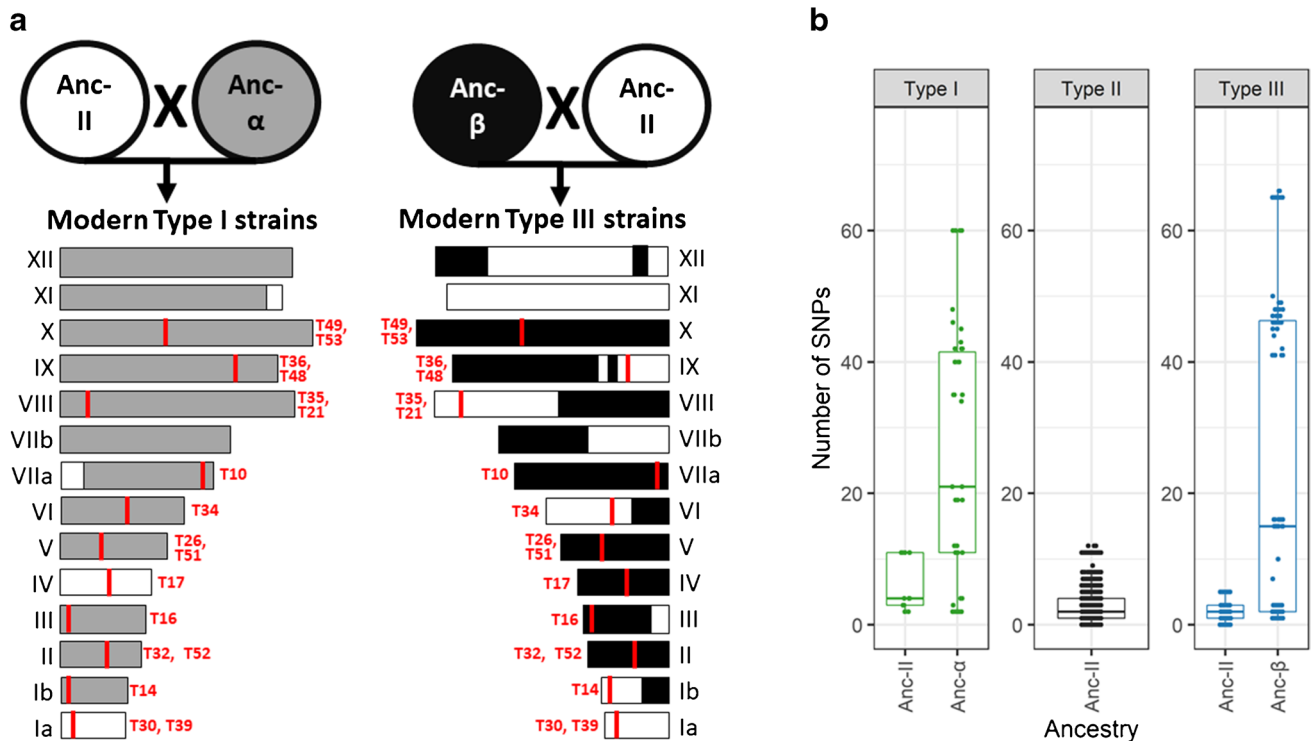 a
Anc-
II
X
Anc-
α
Anc-
β
X
Anc-
II
Modern Type I strains
Modern Type III strains
XII
XI
X
T49,
T53
IX
T36,
T48
VIII
T35,
T21
VIIb
VIIa
T10
VI
T34
V
T26,
T51
IV
T17
III
T16
II
T32, T52
Ib
T14
Ia
T30, T39
XII
XI
T49,
T53
X
T36,
T48
IX
T35,
T21
VIII
VIIb
T10
VIIa
T34
VI
T26,
T51
V
T17
IV
T16
III
T32, T52
II
T14
Ib
T30, T39
Ia
b
Type I
Type II
Type III
Number of SNPs
60
40
20
0
60
40
20
0
60
40
20
0
Anc-II
Anc-α
Anc-II
Anc-II
Anc-β
Ancestry